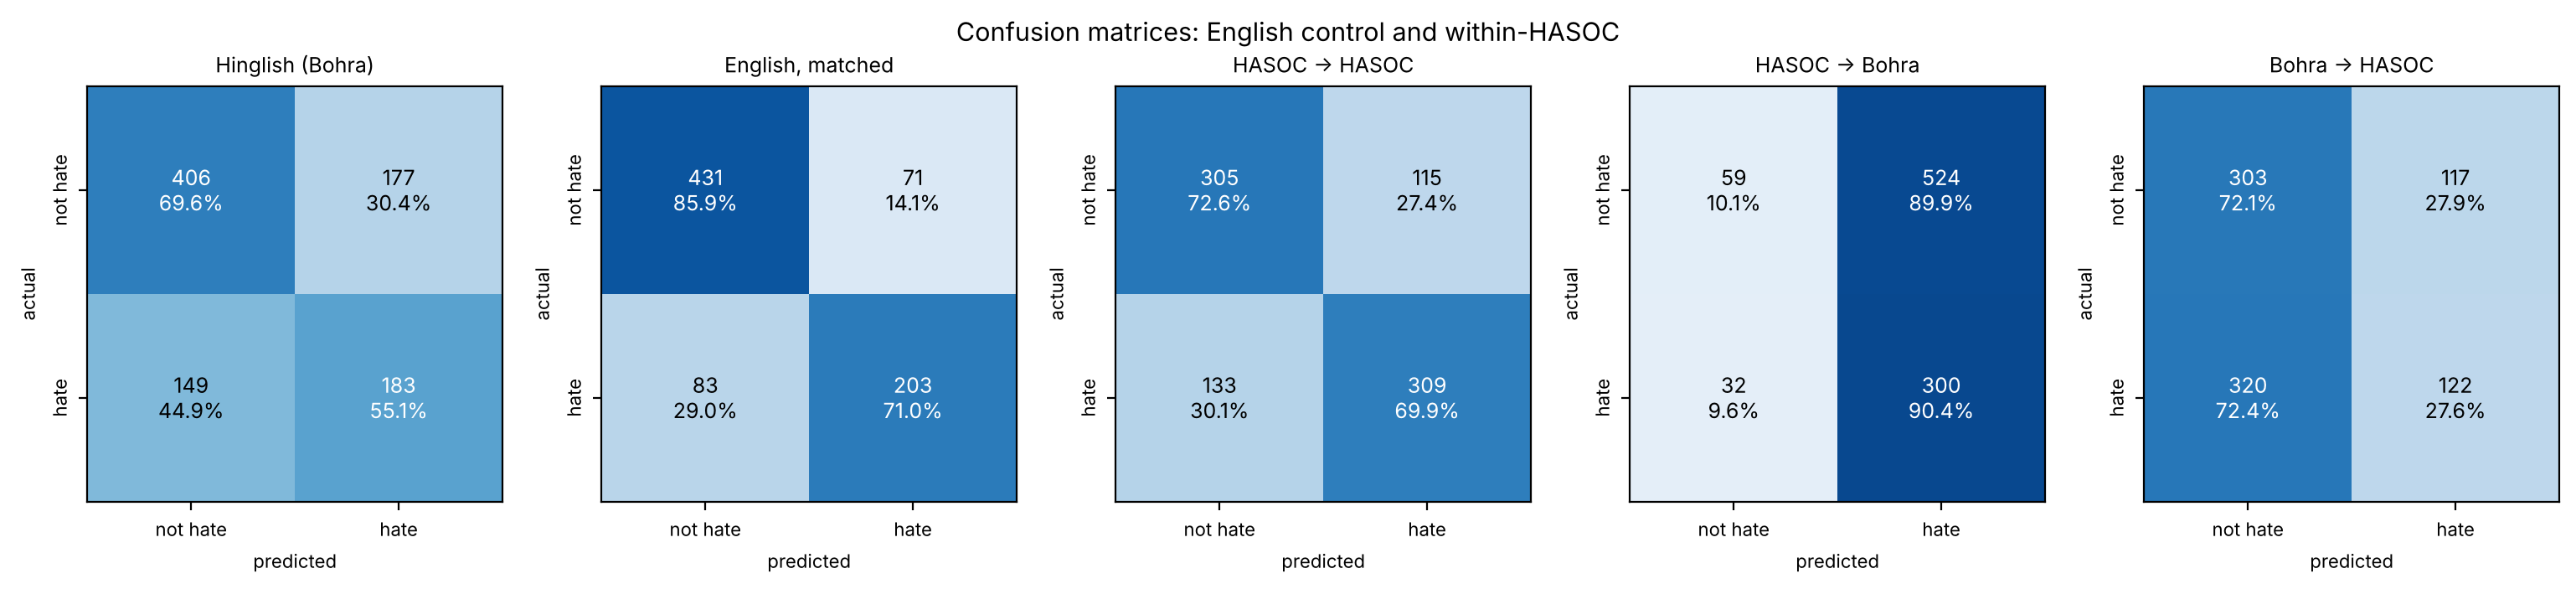 Confusion matrices: English control and within-HASOC
Hinglish (Bohra)
actual
not hate
hate
406
69.6%
177
30.4%
149
44.9%
183
55.1%
not hate
hate
predicted
English, matched
actual
not hate
hate
431
85.9%
71
14.1%
83
29.0%
203
71.0%
not hate
hate
predicted
HASOC → HASOC
actual
not hate
hate
305
72.6%
115
27.4%
133
30.1%
309
69.9%
not hate
hate
predicted
HASOC → Bohra
actual
not hate
hate
59
10.1%
524
89.9%
32
9.6%
300
90.4%
not hate
hate
predicted
Bohra → HASOC
actual
not hate
hate
303
72.1%
117
27.9%
320
72.4%
122
27.6%
not hate
hate
predicted